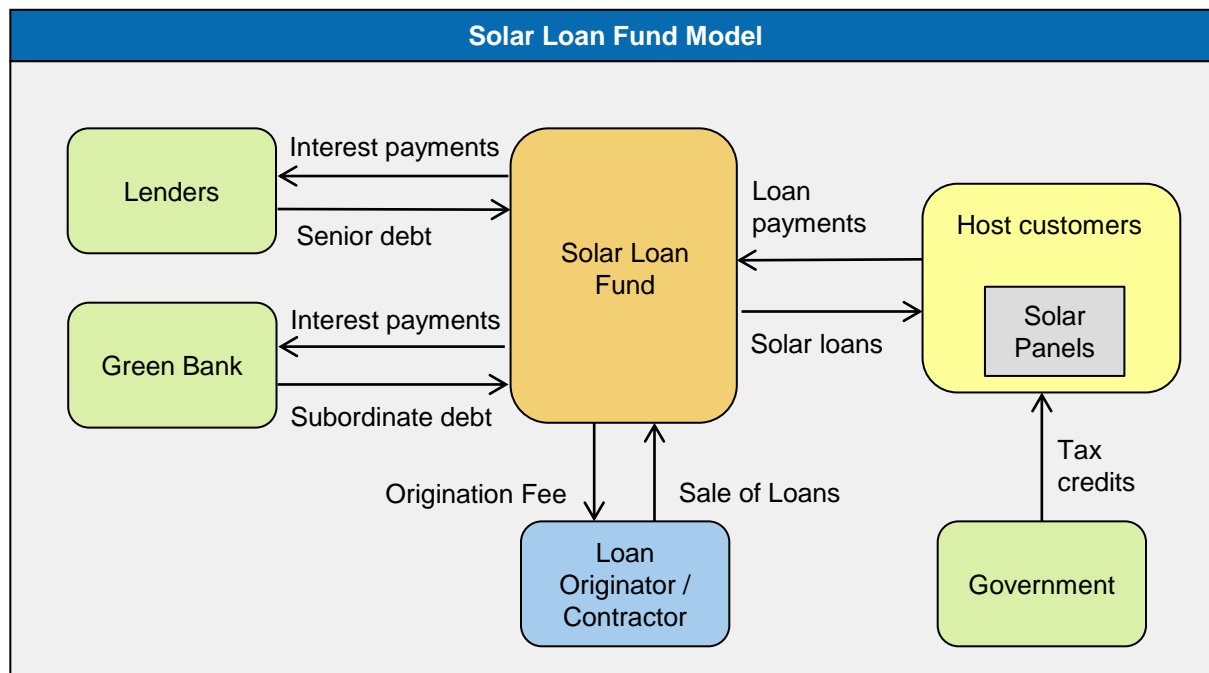 Solar Loan Fund Model
Interest payments
Lenders
Senior debt
Interest payments
Green Bank
Subordinate debt
Solar Loan
Fund
Loan
payments
Solar loans
Host customers
Solar
Panels
Origination Fee
Sale of Loans
Tax
credits
Loan
Originator /
Contractor
Government